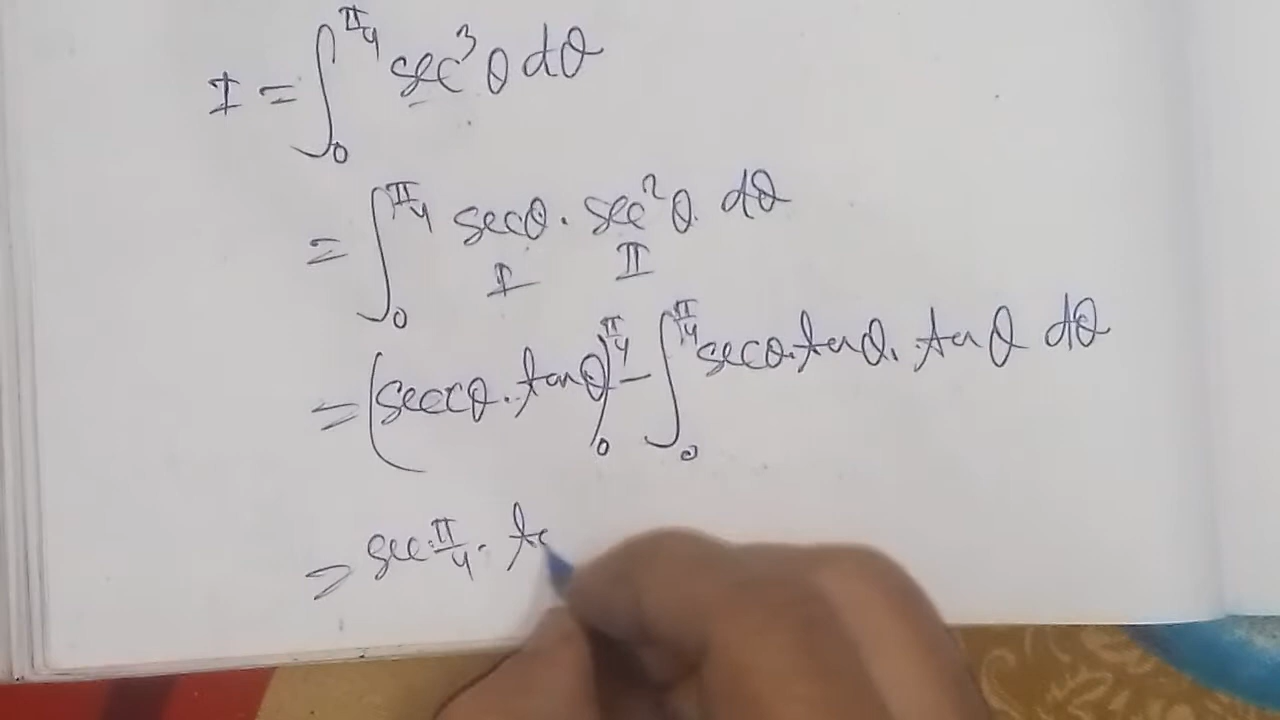 I = ∫₀^{π/4} sec³θ dθ
= ∫₀^{π/4} secθ . sec²θ. dθ
I II
= (secθ . tanθ)₀^{π/4} - ∫₀^{π/4} secθ.tanθ. tanθ dθ
= sec π/4 . ta